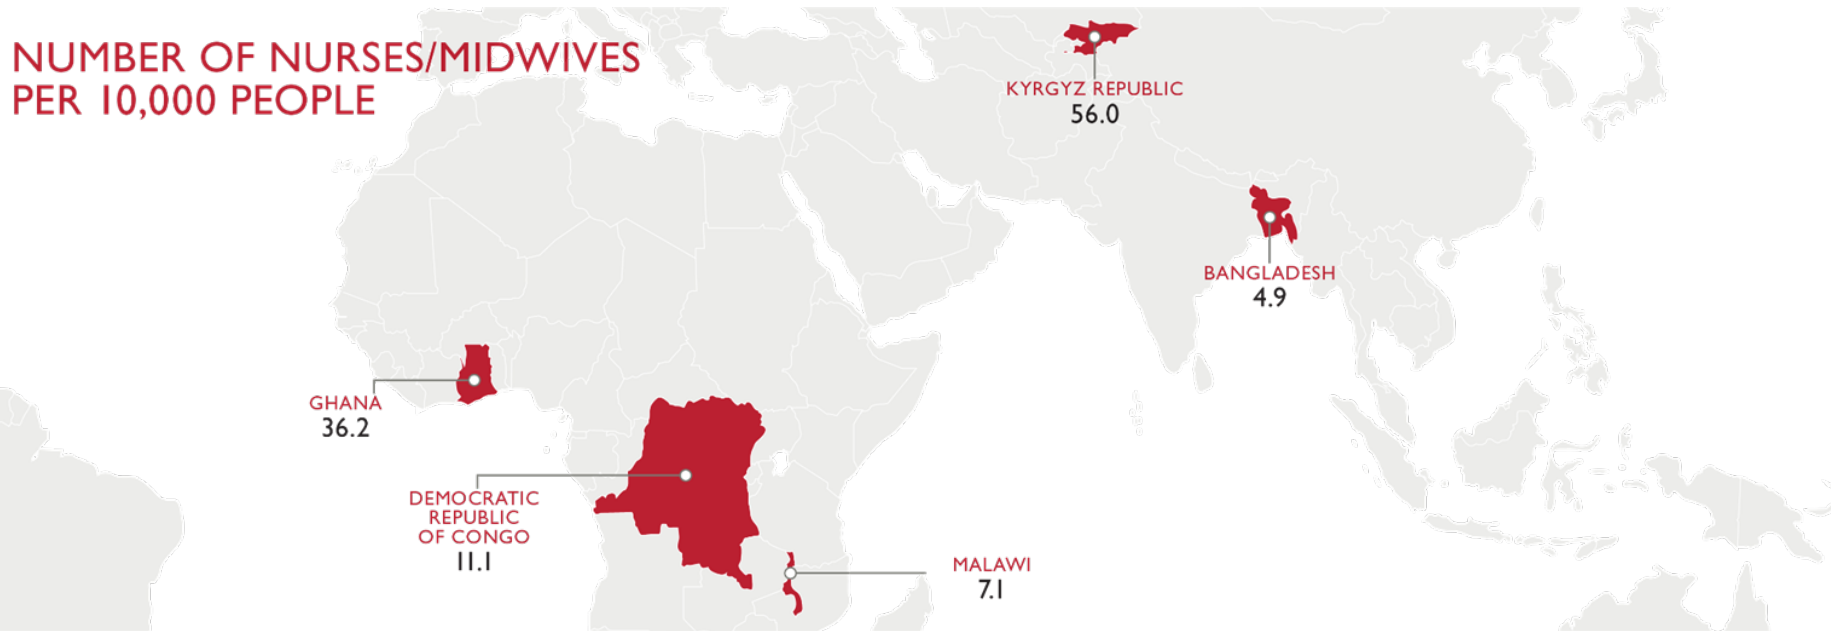 NUMBER OF NURSES/MIDWIVES
PER 10,000 PEOPLE
KYRGYZ REPUBLIC
56.0
BANGLADESH
4.9
GHANA
36.2
DEMOCRATIC
REPUBLIC
OF CONGO
11.1
MALAWI
7.1